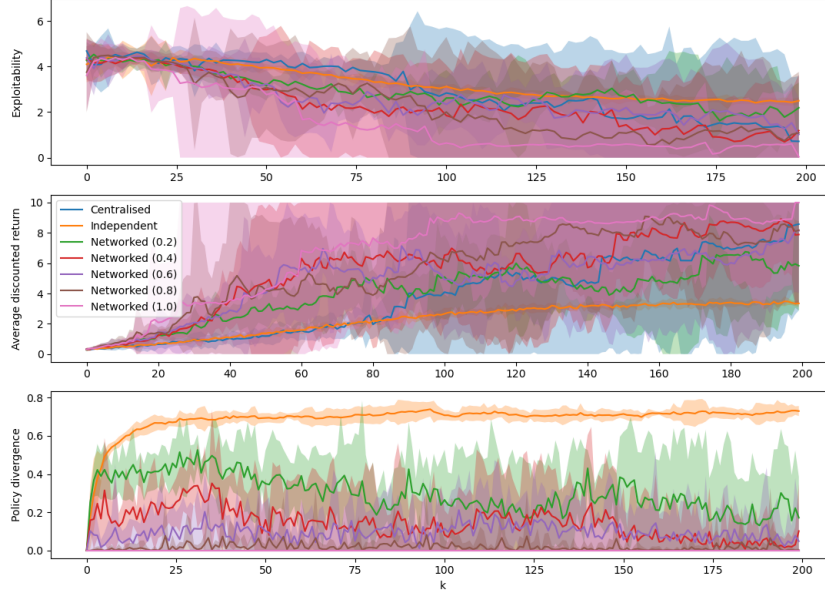 Exploitability
6
4
2
0
0 25 50 75 100 125 150 175 200
Average discounted return
10
8
6
4
2
0
Centralised
Independent
Networked (0.2)
Networked (0.4)
Networked (0.6)
Networked (0.8)
Networked (1.0)
0 20 40 60 80 100 120 140 160 180 200
Policy divergence
0.8
0.6
0.4
0.2
0.0
0 25 50 75 100 125 150 175 200
k